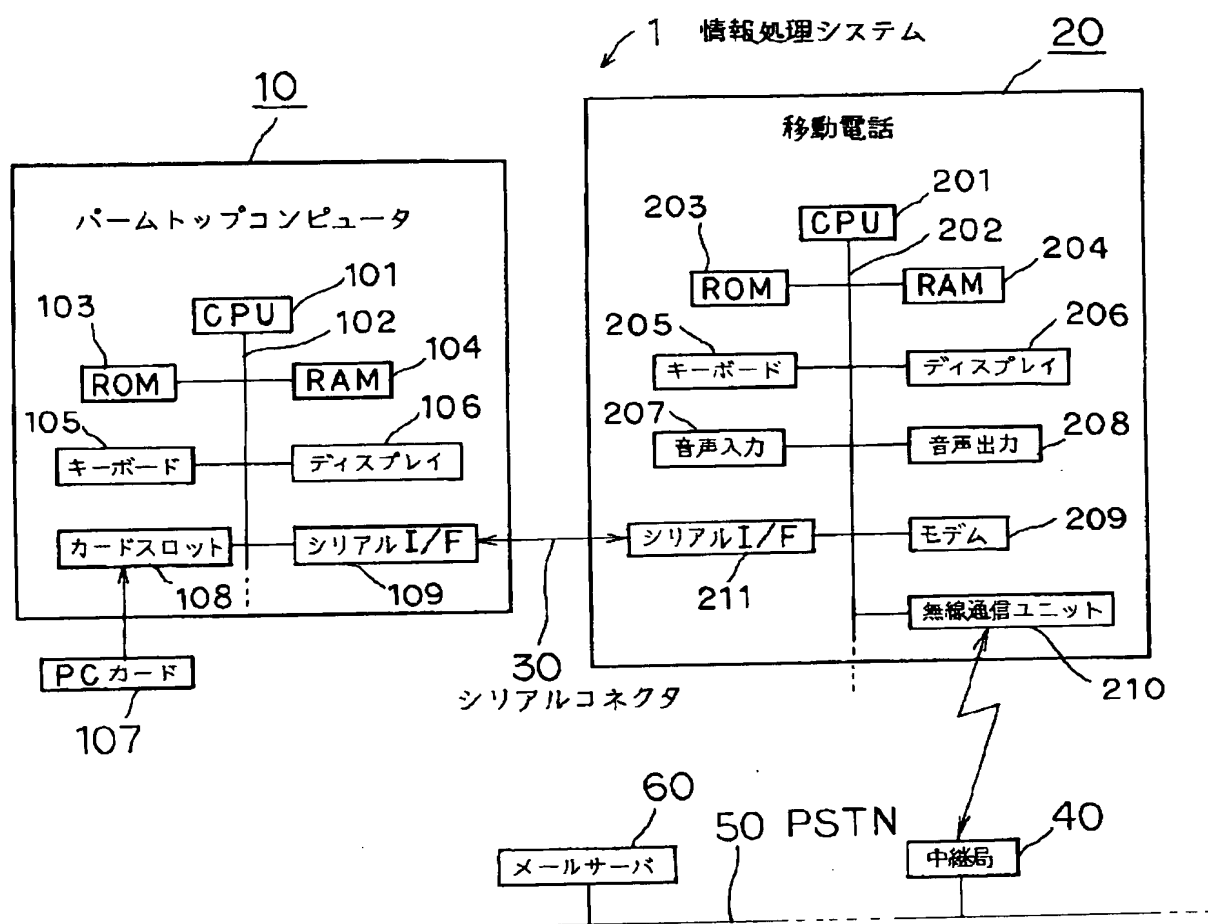 1 情報処理システム
10
20
パームトップコンピュータ
CPU
101
102
103
ROM
RAM
104
105
キーボード
ディスプレイ
106
カードスロット
108
シリアルI/F
109
PCカード
107
30
シリアルコネクタ
移動電話
CPU
201
202
203
ROM
RAM
204
205
キーボード
ディスプレイ
206
207
音声入力
音声出力
208
シリアルI/F
211
モデム
209
無線通信ユニット
210
60
メールサーバ
50 PSTN
中継局
40